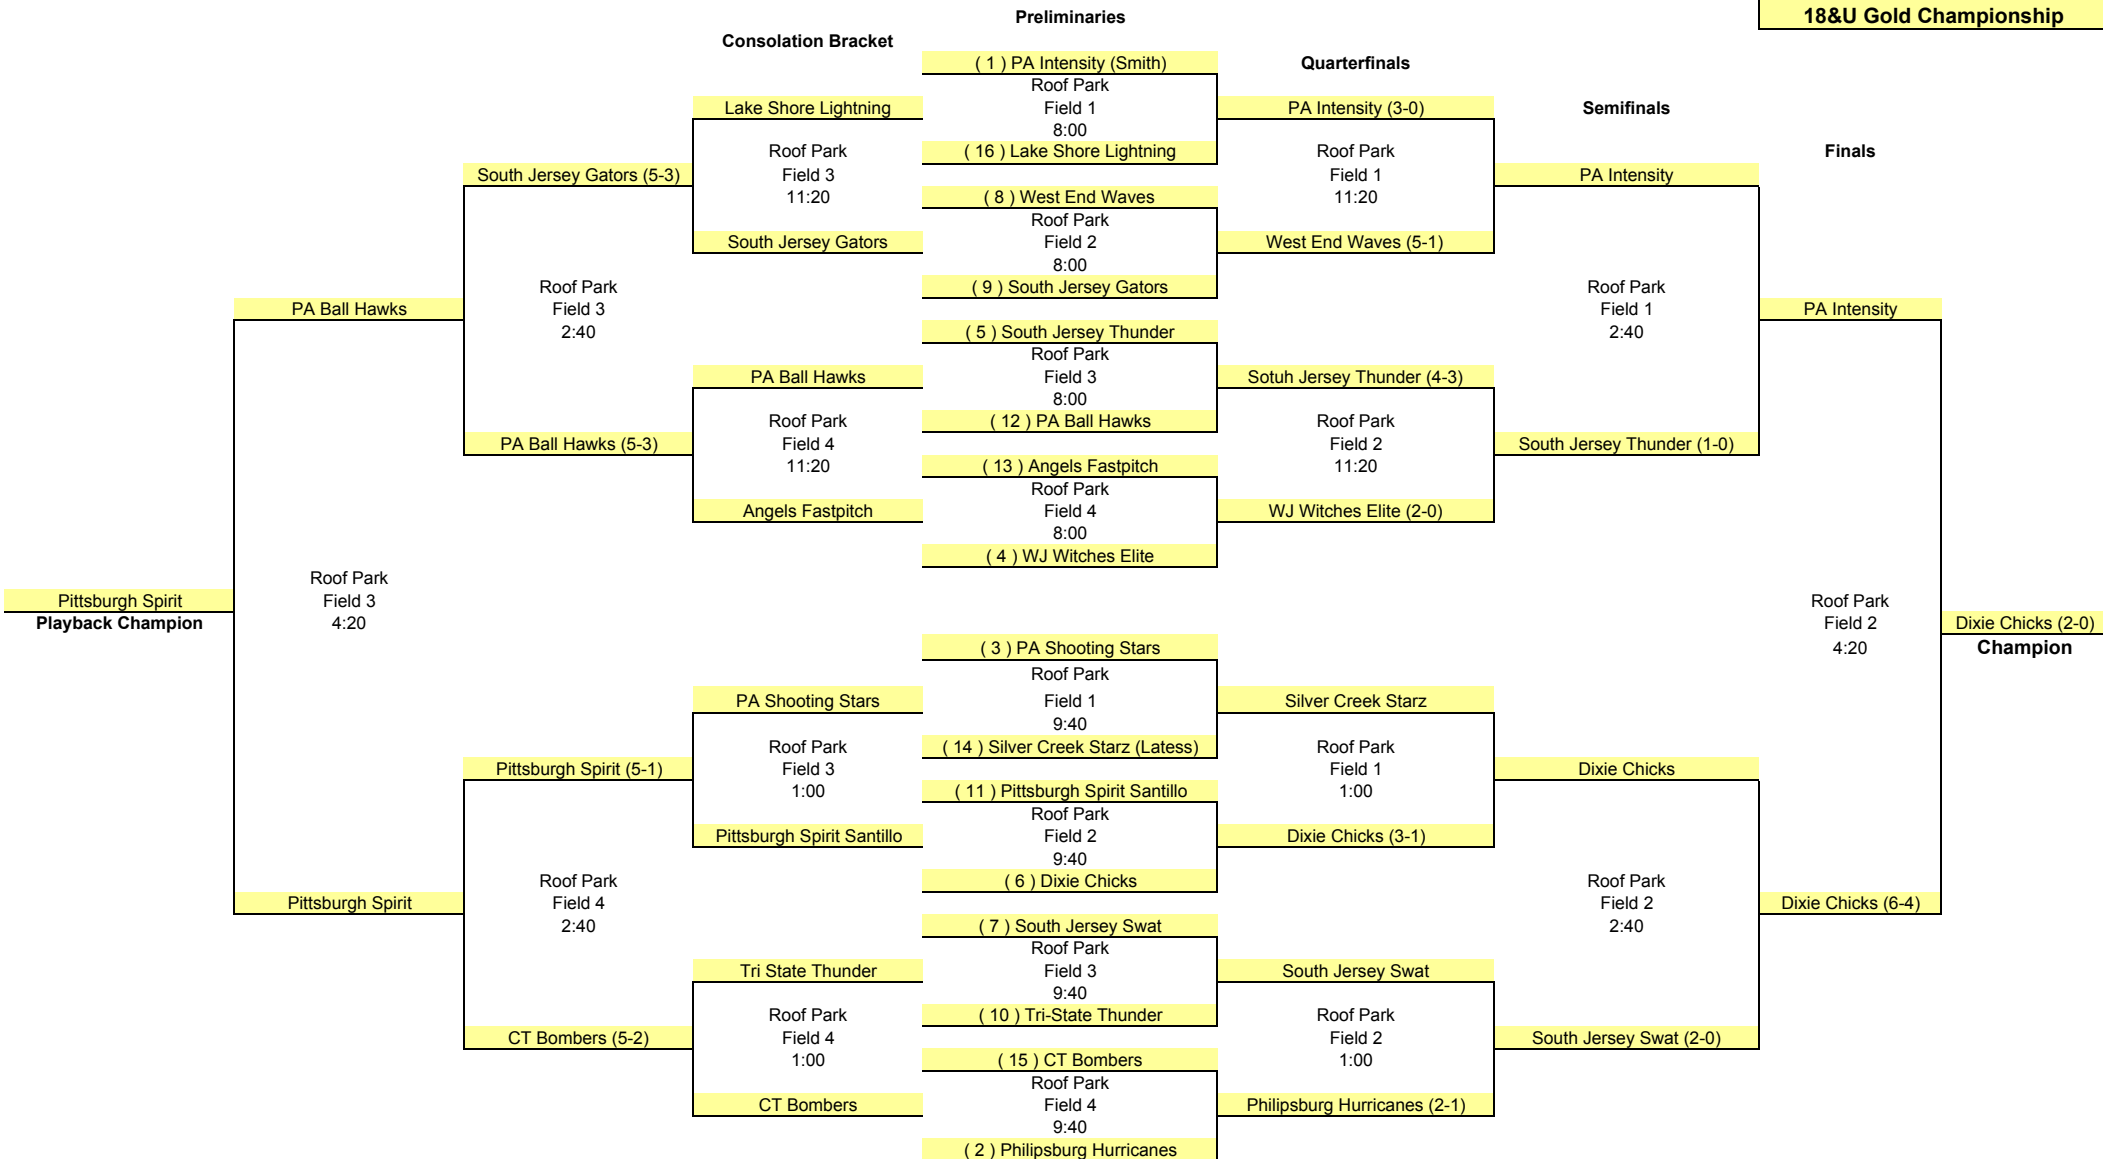 Preliminaries
18&U Gold Championship
Consolation Bracket
( 1 ) PA Intensity (Smith)
Quarterfinals
Roof Park
Lake Shore Lightning
Field 1
PA Intensity (3-0)
Semifinals
8:00
Roof Park
( 16 ) Lake Shore Lightning
Roof Park
Finals
South Jersey Gators (5-3)
Field 3
Field 1
PA Intensity
11:20
( 8 ) West End Waves
11:20
Roof Park
South Jersey Gators
Field 2
West End Waves (5-1)
8:00
Roof Park
( 9 ) South Jersey Gators
Roof Park
PA Ball Hawks
Field 3
Field 1
PA Intensity
2:40
( 5 ) South Jersey Thunder
2:40
Roof Park
PA Ball Hawks
Field 3
Sotuh Jersey Thunder (4-3)
8:00
Roof Park
( 12 ) PA Ball Hawks
Roof Park
PA Ball Hawks (5-3)
Field 4
Field 2
South Jersey Thunder (1-0)
11:20
( 13 ) Angels Fastpitch
11:20
Roof Park
Angels Fastpitch
Field 4
WJ Witches Elite (2-0)
8:00
( 4 ) WJ Witches Elite
Roof Park
Pittsburgh Spirit
Field 3
Roof Park
Playback Champion
4:20
Field 2
Dixie Chicks (2-0)
( 3 ) PA Shooting Stars
4:20
Champion
Roof Park
PA Shooting Stars
Field 1
Silver Creek Starz
9:40
Roof Park
( 14 ) Silver Creek Starz (Latess)
Roof Park
Pittsburgh Spirit (5-1)
Field 3
Field 1
Dixie Chicks
1:00
( 11 ) Pittsburgh Spirit Santillo
1:00
Roof Park
Pittsburgh Spirit Santillo
Field 2
Dixie Chicks (3-1)
9:40
Roof Park
( 6 ) Dixie Chicks
Roof Park
Pittsburgh Spirit
Field 4
Field 2
Dixie Chicks (6-4)
2:40
( 7 ) South Jersey Swat
2:40
Roof Park
Tri State Thunder
Field 3
South Jersey Swat
9:40
Roof Park
( 10 ) Tri-State Thunder
Roof Park
CT Bombers (5-2)
Field 4
Field 2
South Jersey Swat (2-0)
1:00
( 15 ) CT Bombers
1:00
Roof Park
CT Bombers
Field 4
Philipsburg Hurricanes (2-1)
9:40
( 2 ) Philipsburg Hurricanes